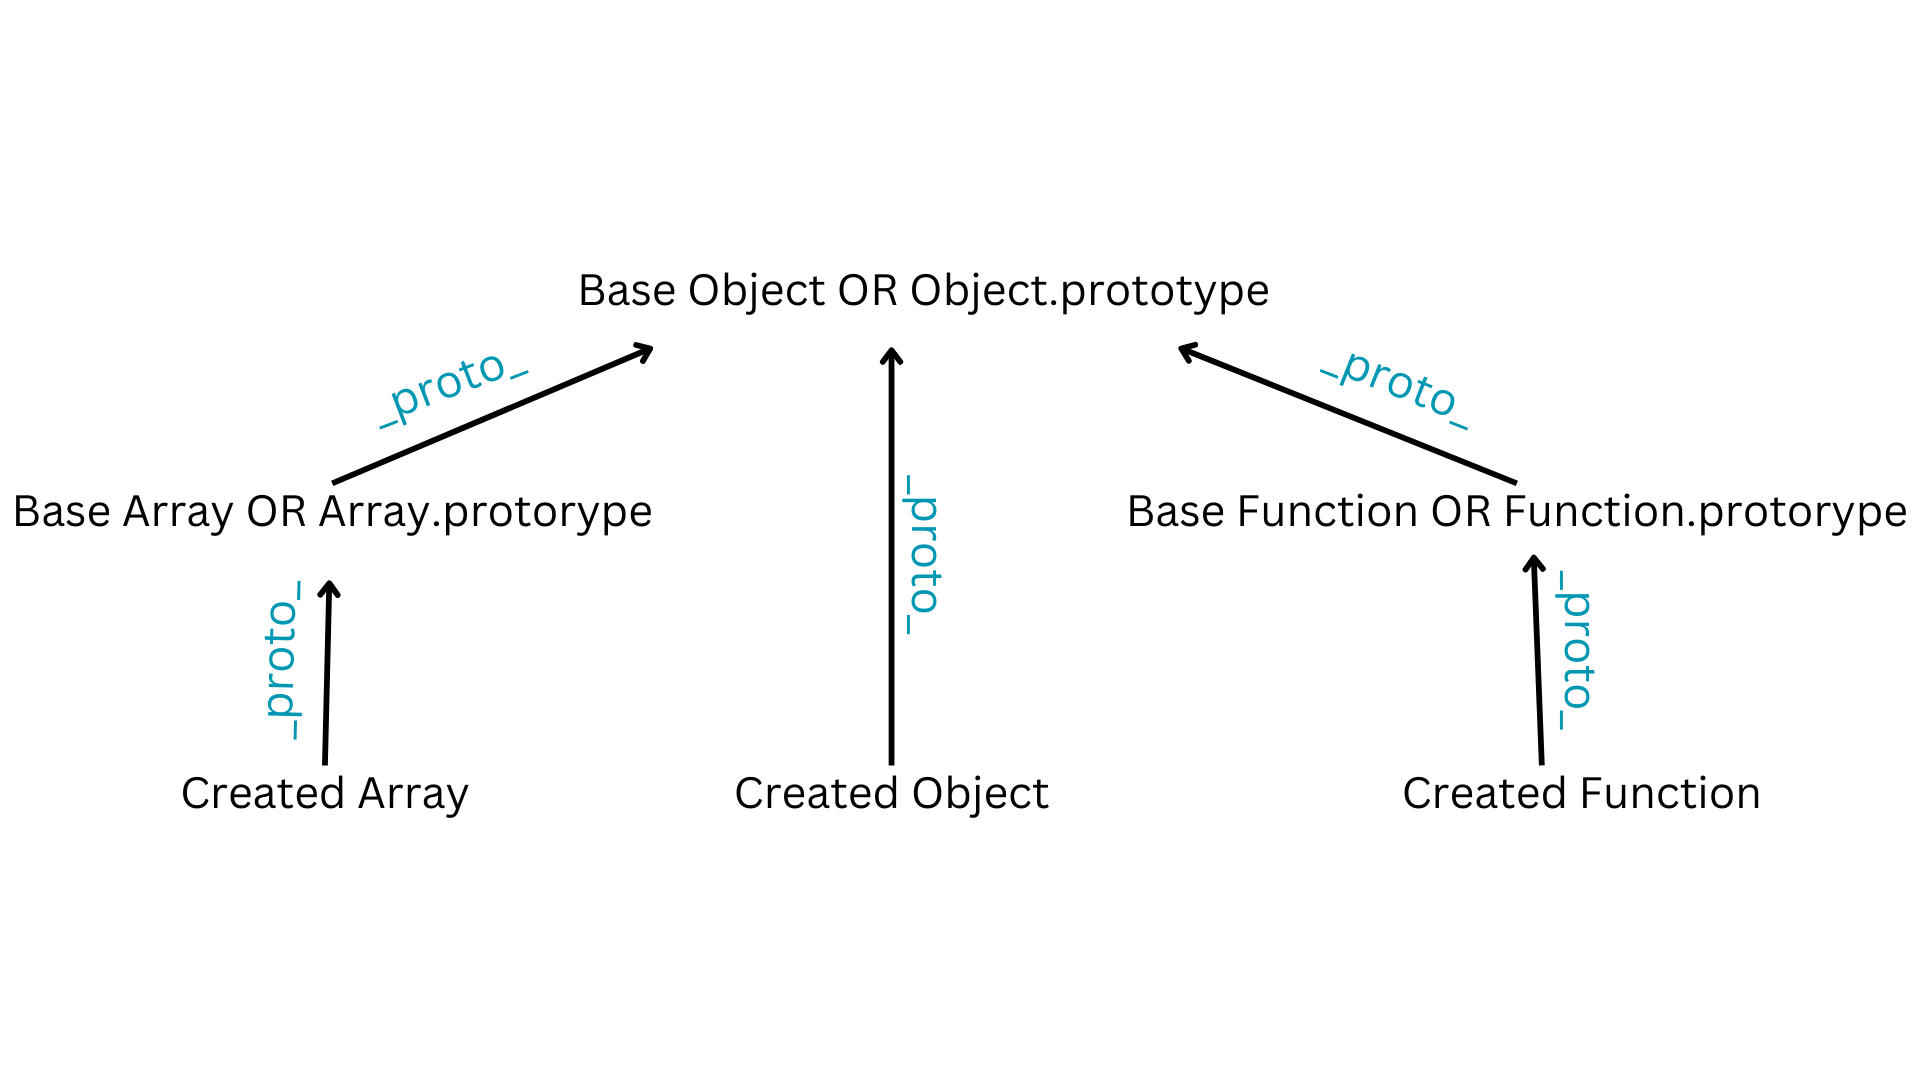 Base Object OR Object.prototype
_proto_
_proto_
Base Array OR Array.protorype
_proto_
Base Function OR Function.protorype
_proto_
_proto_
Created Array
Created Object
Created Function